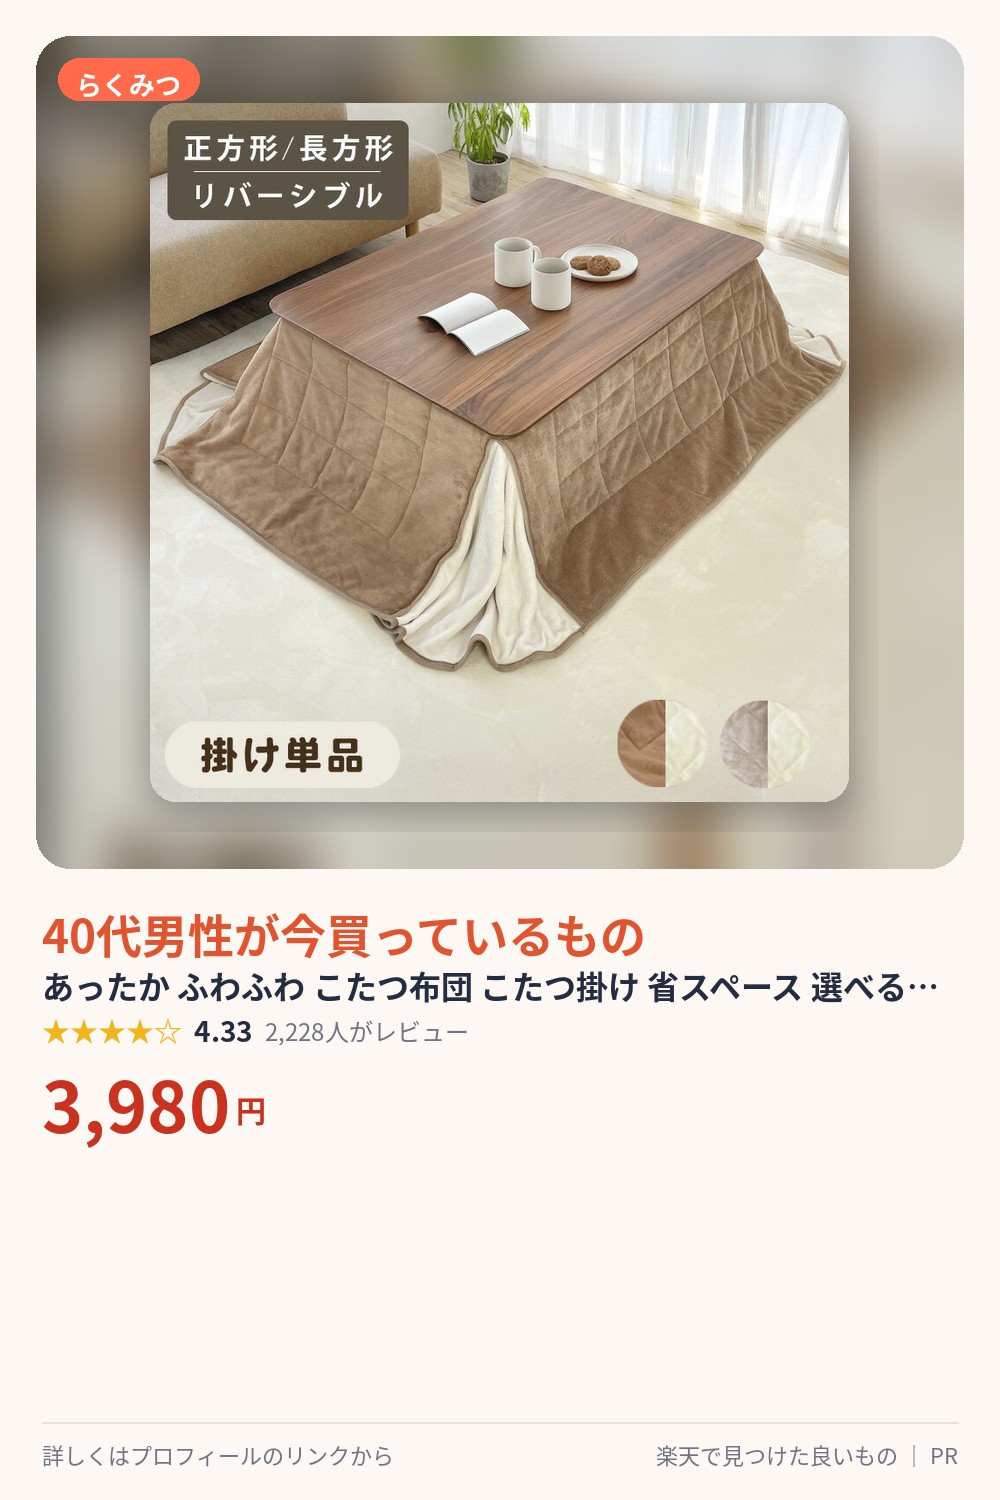 らくみつ
正方形/長方形
リバーシブル
掛け単品
40代男性が今買っているもの
あったか ふわふわ こたつ布団 こたつ掛け 省スペース 選べる…
★★★★☆ 4.33 2,228人がレビュー
3,980円
詳しくはプロフィールのリンクから
楽天で見つけた良いもの | PR